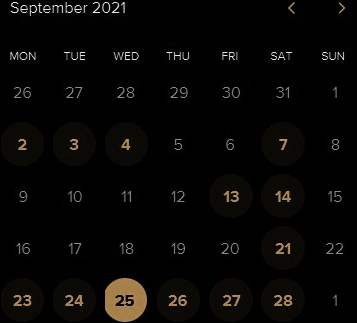 September 2021 < >
MON TUE WED THU FRI SAT SUN
26 27 28 29 30 31 1
2 3 4 5 6 7 8
9 10 11 12 13 14 15
16 17 18 19 20 21 22
23 24 25 26 27 28 1